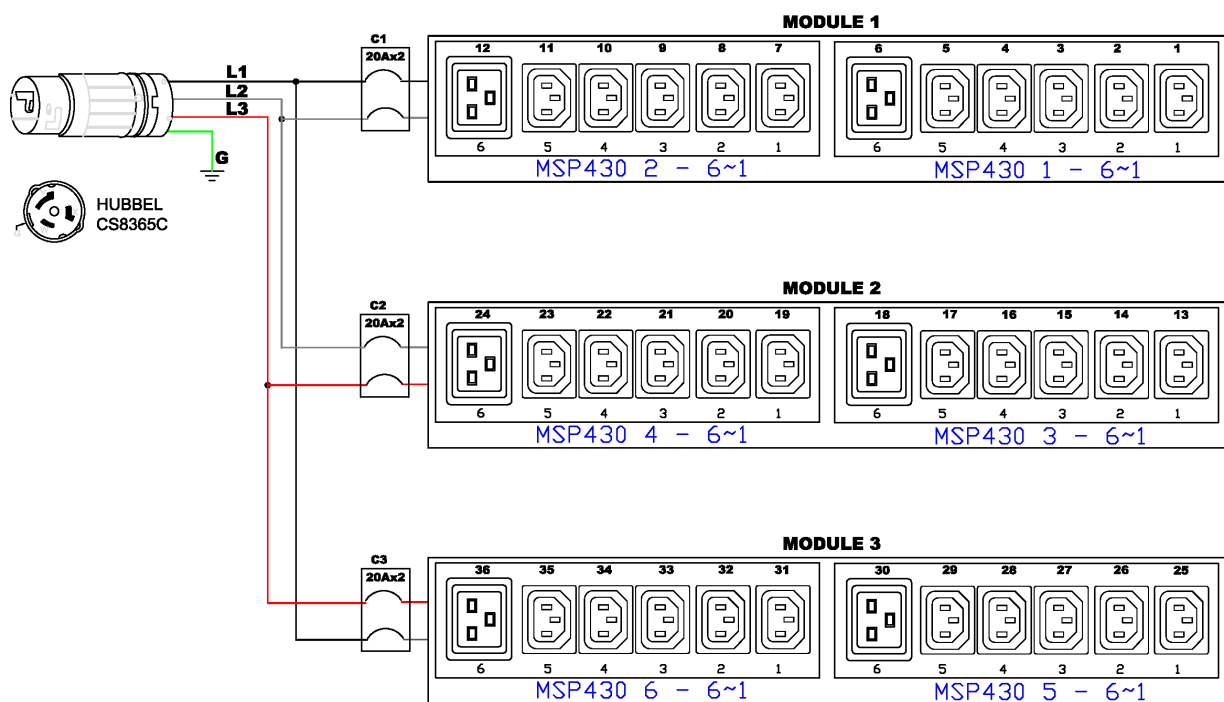 MODULE 1
C1
20Ax2
L1
L2
L3
G
HUBBEL
CS8365C
12 11 10 9 8 7 6 5 4 3 2 1
6 5 4 3 2 1 6 5 4 3 2 1
MSP430 2 - 6~1 MSP430 1 - 6~1
MODULE 2
C2
20Ax2
24 23 22 21 20 19 18 17 16 15 14 13
6 5 4 3 2 1 6 5 4 3 2 1
MSP430 4 - 6~1 MSP430 3 - 6~1
MODULE 3
C3
20Ax2
36 35 34 33 32 31 30 29 28 27 26 25
6 5 4 3 2 1 6 5 4 3 2 1
MSP430 6 - 6~1 MSP430 5 - 6~1